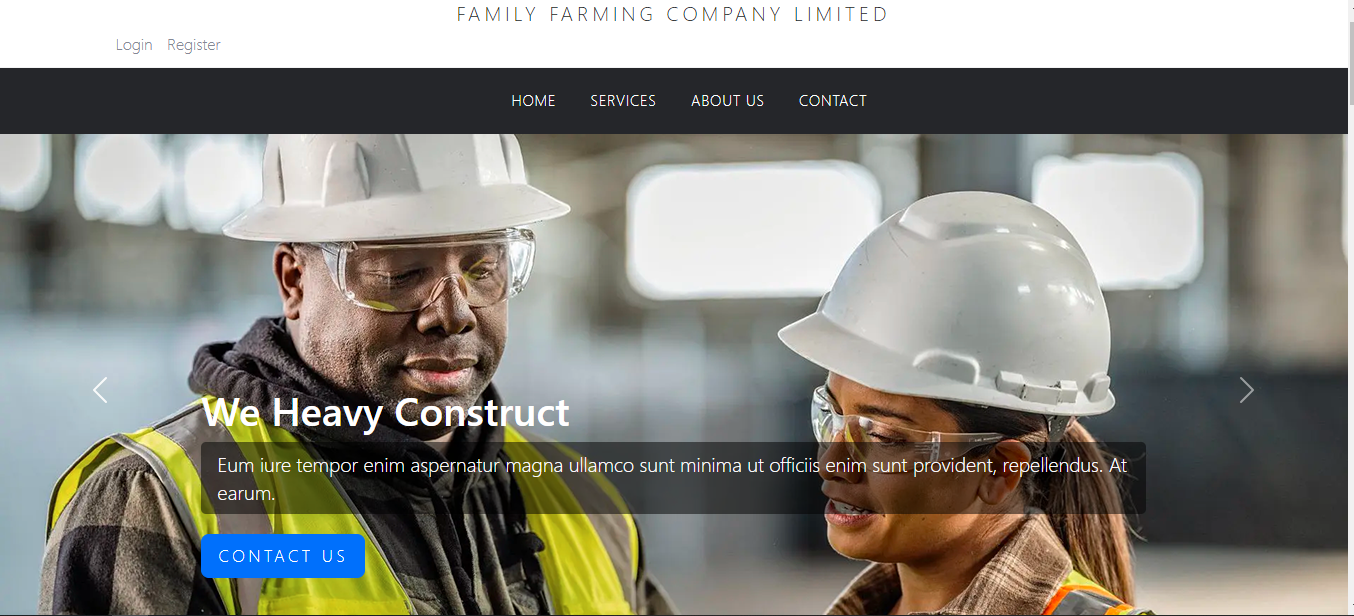 FAMILY FARMING COMPANY LIMITED
Login Register
HOME SERVICES ABOUT US CONTACT
We Heavy Construct
Eum iure tempor enim aspernatur magna ullamco sunt minima ut officiis enim sunt provident, repellendus. At
earum.
CONTACT US